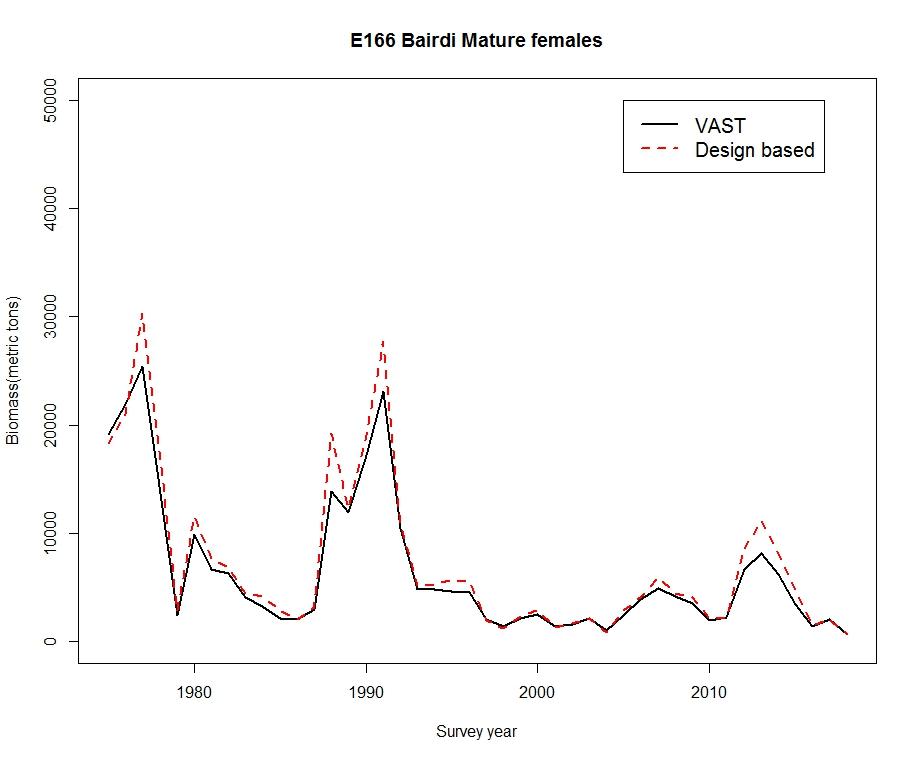 E166 Bairdi Mature females
VAST
Design based
50000
40000
30000
20000
10000
0
Biomass(metric tons)
1980 1990 2000 2010
Survey year